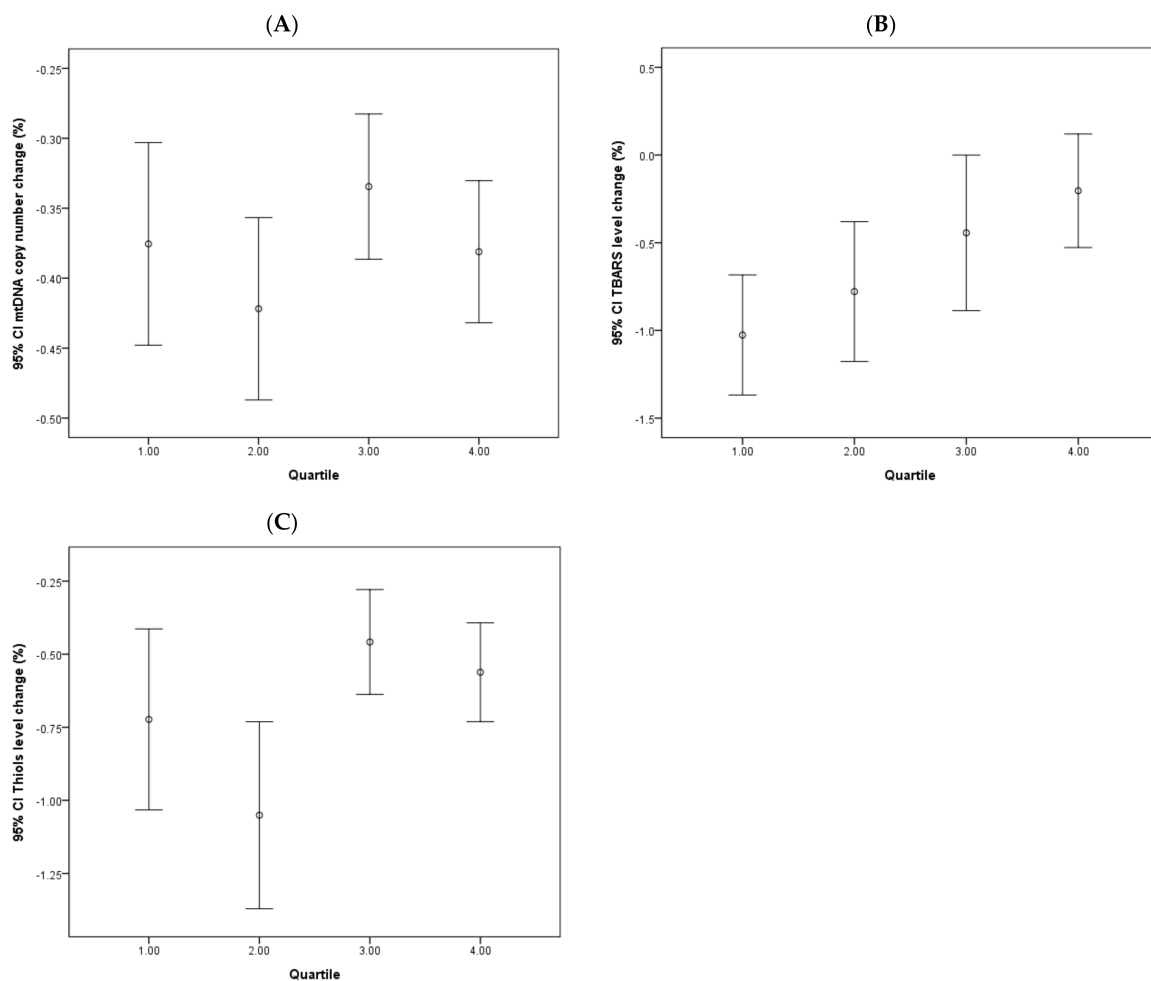 (A)
95% CI mtDNA copy number change (%)
-0.25
-0.30
-0.35
-0.40
-0.45
-0.50
1.00 2.00 3.00 4.00
Quartile
(B)
95% CI TBARS level change (%)
0.5
0.0
-0.5
-1.0
-1.5
1.00 2.00 3.00 4.00
Quartile
(C)
95% CI Thiols level change (%)
-0.25
-0.50
-0.75
-1.00
-1.25
1.00 2.00 3.00 4.00
Quartile